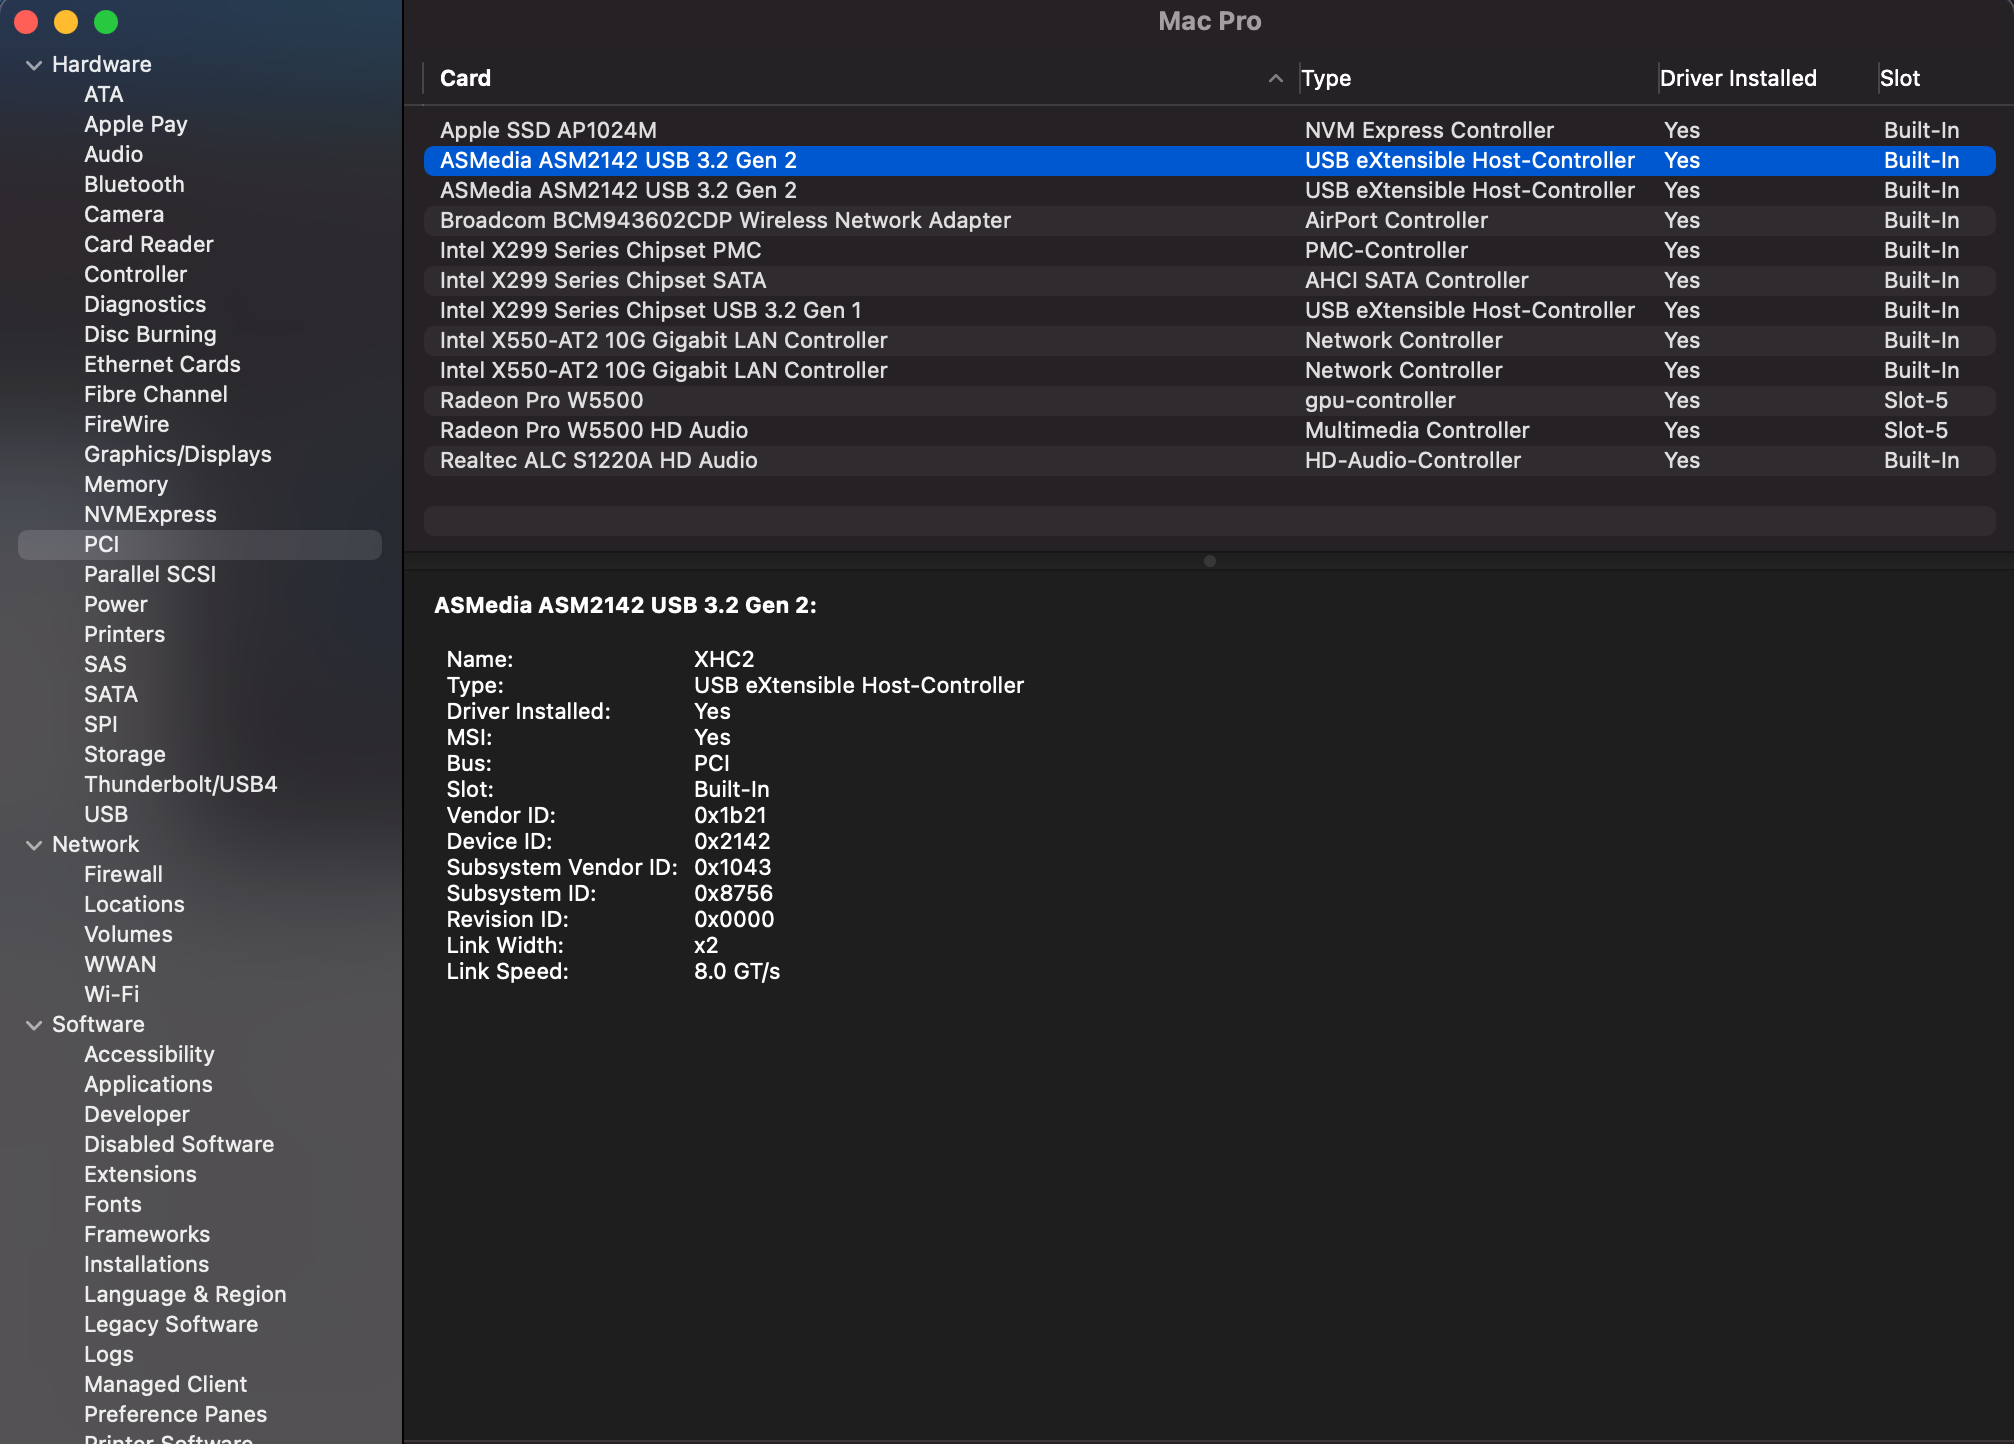 Mac Pro
Hardware
ATA
Apple Pay
Audio
Bluetooth
Camera
Card Reader
Controller
Diagnostics
Disc Burning
Ethernet Cards
Fibre Channel
FireWire
Graphics/Displays
Memory
NVMExpress
PCI
Parallel SCSI
Power
Printers
SAS
SATA
SPI
Storage
Thunderbolt/USB4
USB
Network
Firewall
Locations
Volumes
WWAN
Wi-Fi
Software
Accessibility
Applications
Developer
Disabled Software
Extensions
Fonts
Frameworks
Installations
Language & Region
Legacy Software
Logs
Managed Client
Preference Panes
Printer Software
Card Type Driver Installed Slot
Apple SSD AP1024M NVM Express Controller Yes Built-In
ASMedia ASM2142 USB 3.2 Gen 2 USB eXtensible Host-Controller Yes Built-In
ASMedia ASM2142 USB 3.2 Gen 2 USB eXtensible Host-Controller Yes Built-In
Broadcom BCM943602CDP Wireless Network Adapter AirPort Controller Yes Built-In
Intel X299 Series Chipset PMC PMC-Controller Yes Built-In
Intel X299 Series Chipset SATA AHCI SATA Controller Yes Built-In
Intel X299 Series Chipset USB 3.2 Gen 1 USB eXtensible Host-Controller Yes Built-In
Intel X550-AT2 10G Gigabit LAN Controller Network Controller Yes Built-In
Intel X550-AT2 10G Gigabit LAN Controller Network Controller Yes Built-In
Radeon Pro W5500 gpu-controller Yes Slot-5
Radeon Pro W5500 HD Audio Multimedia Controller Yes Slot-5
Realtek ALC S1220A HD Audio HD-Audio-Controller Yes Built-In
ASMedia ASM2142 USB 3.2 Gen 2:
Name: XHC2
Type: USB eXtensible Host-Controller
Driver Installed: Yes
MSI: Yes
Bus: PCI
Slot: Built-In
Vendor ID: 0x1b21
Device ID: 0x2142
Subsystem Vendor ID: 0x1043
Subsystem ID: 0x8756
Revision ID: 0x0000
Link Width: x2
Link Speed: 8.0 GT/s